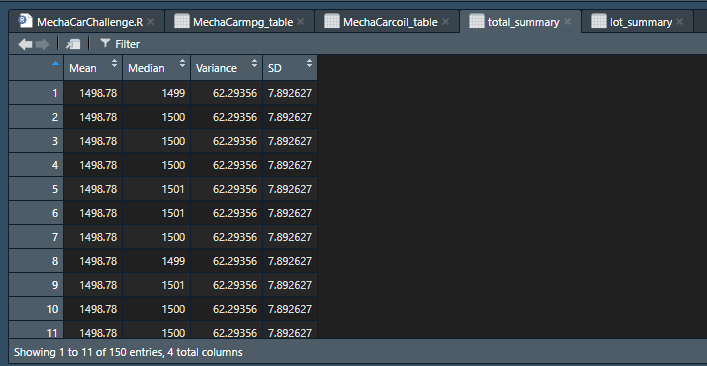 MechaCarChallenge.R MechaCarmpg_table MechaCarcoil_table total_summary lot_summary
Filter
Mean Median Variance SD
1 1498.78 1499 62.29356 7.892627
2 1498.78 1500 62.29356 7.892627
3 1498.78 1500 62.29356 7.892627
4 1498.78 1500 62.29356 7.892627
5 1498.78 1501 62.29356 7.892627
6 1498.78 1501 62.29356 7.892627
7 1498.78 1500 62.29356 7.892627
8 1498.78 1499 62.29356 7.892627
9 1498.78 1501 62.29356 7.892627
10 1498.78 1500 62.29356 7.892627
11 1498.78 1500 62.29356 7.892627
Showing 1 to 11 of 150 entries, 4 total columns